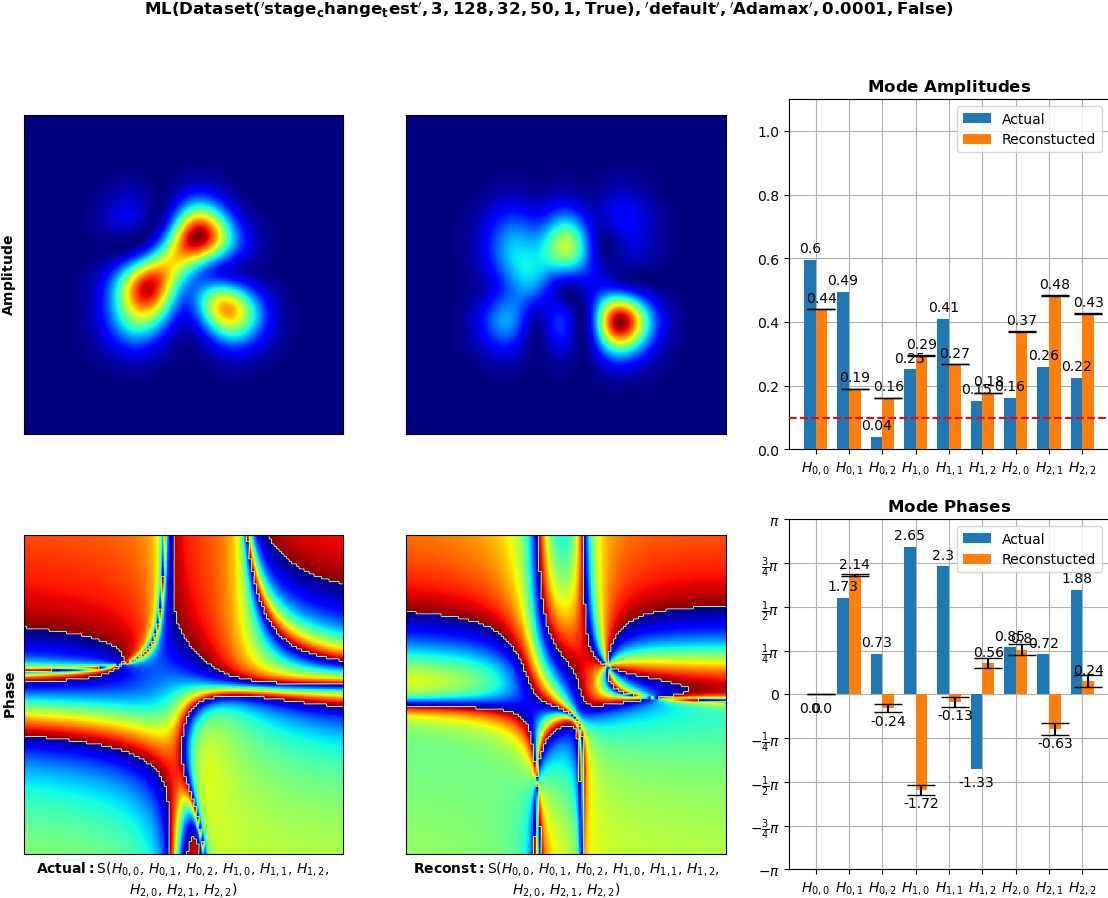 ML(Dataset('stage_change_test', 3, 128, 32, 50, 1, True), 'default', 'Adamax', 0.0001, False)
Amplitude
Mode Amplitudes
Actual
Reconstucted
1.0
0.8
0.6
0.4
0.2
0.0
0.6
0.44
0.49
0.19
0.04
0.16
0.25
0.29
0.41
0.27
0.15
0.18
0.16
0.37
0.26
0.48
0.22
0.43
H0,0 H0,1 H0,2 H1,0 H1,1 H1,2 H2,0 H2,1 H2,2
Phase
Mode Phases
Actual
Reconstucted
π
3/4π
1/2π
1/4π
0
−1/4π
−1/2π
−3/4π
−π
0.0
0.0
1.73
2.14
0.73
-0.24
2.65
-1.72
2.3
-0.13
-1.33
0.56
0.85
0.8
0.72
-0.63
1.88
0.24
H0,0 H0,1 H0,2 H1,0 H1,1 H1,2 H2,0 H2,1 H2,2
Actual: S(H0,0, H0,1, H0,2, H1,0, H1,1, H1,2,
H2,0, H2,1, H2,2)
Reconst: S(H0,0, H0,1, H0,2, H1,0, H1,1, H1,2,
H2,0, H2,1, H2,2)